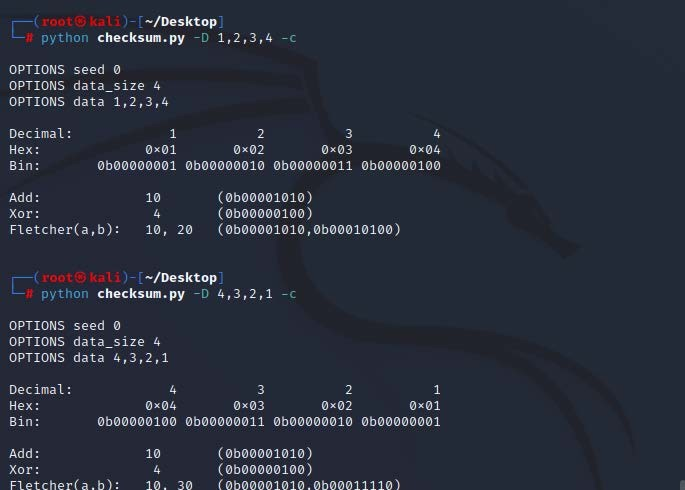 ┌──(root㉿kali)-[~/Desktop]
└─# python checksum.py -D 1,2,3,4 -c
OPTIONS seed 0
OPTIONS data_size 4
OPTIONS data 1,2,3,4
Decimal:            1          2          3          4
Hex:             0×01       0×02       0×03       0×04
Bin:       0b00000001 0b00000010 0b00000011 0b00000100
Add:             10       (0b00001010)
Xor:              4       (0b00000100)
Fletcher(a,b):   10, 20   (0b00001010,0b00010100)
┌──(root㉿kali)-[~/Desktop]
└─# python checksum.py -D 4,3,2,1 -c
OPTIONS seed 0
OPTIONS data_size 4
OPTIONS data 4,3,2,1
Decimal:            4          3          2          1
Hex:             0×04       0×03       0×02       0×01
Bin:       0b00000100 0b00000011 0b00000010 0b00000001
Add:             10       (0b00001010)
Xor:              4       (0b00000100)
Fletcher(a,b):   10, 30   (0b00001010,0b00011110)